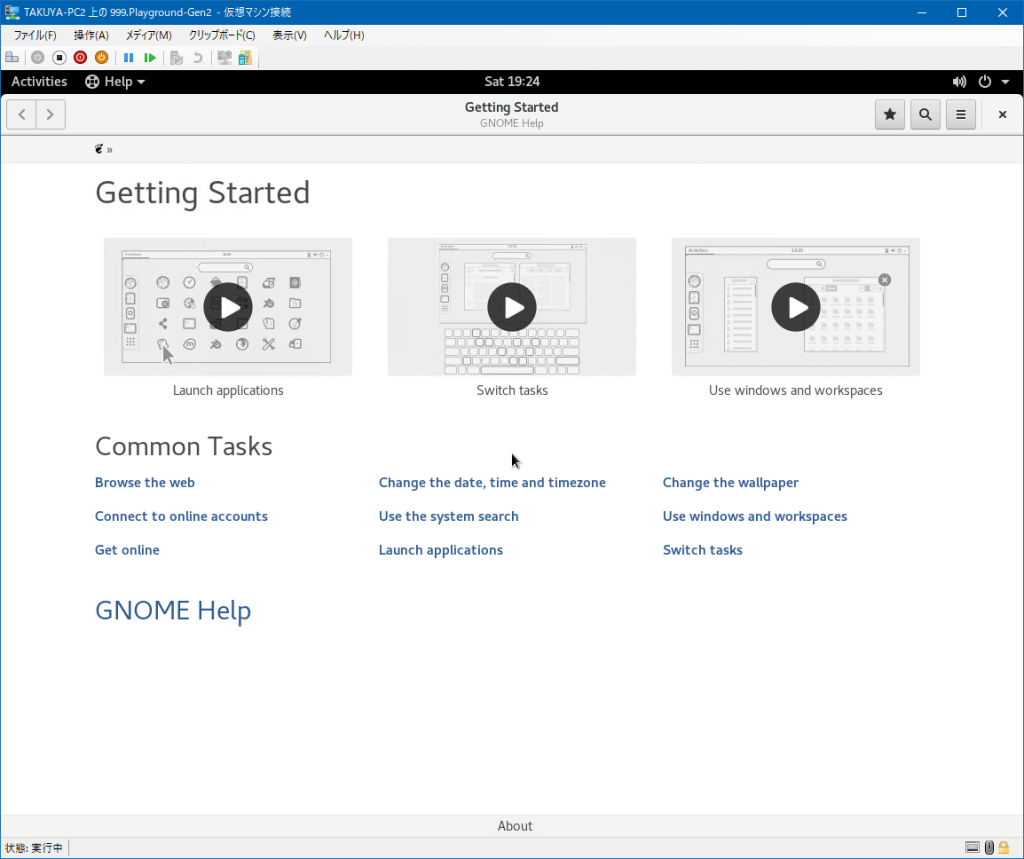 TAKUYA-PC2 上の 999.Playground-Gen2 - 仮想マシン接続
ファイル(F) 操作(A) メディア(M) クリップボード(C) 表示(V) ヘルプ(H)
Activities Help Sat 19:24
Getting Started
GNOME Help
»
Getting Started
Launch applications Switch tasks Use windows and workspaces
Common Tasks
Browse the web Change the date, time and timezone Change the wallpaper
Connect to online accounts Use the system search Use windows and workspaces
Get online Launch applications Switch tasks
GNOME Help
About
状態: 実行中